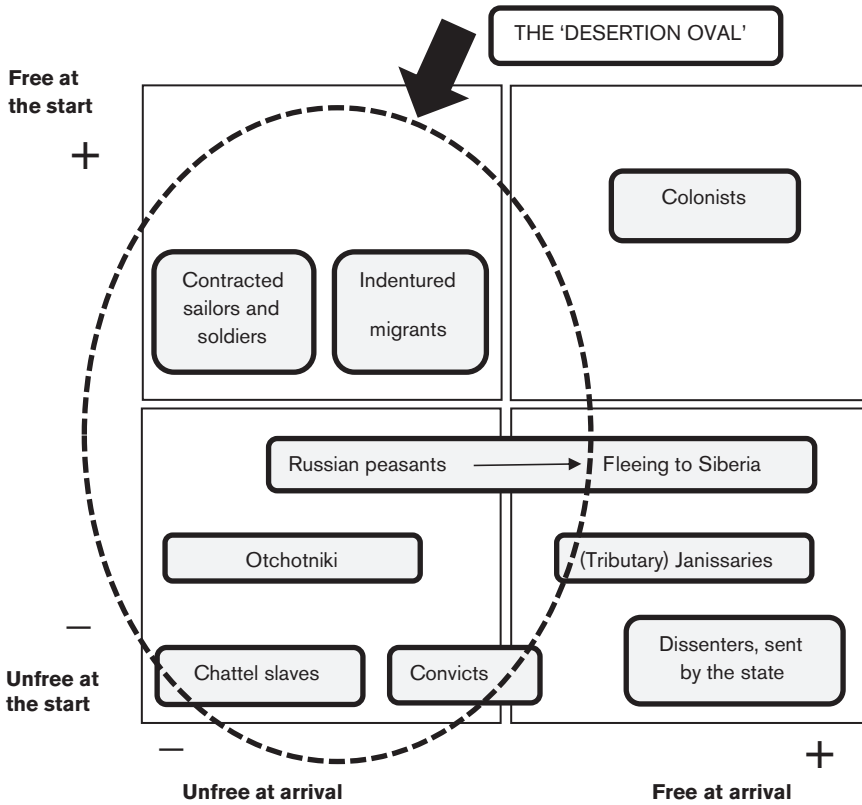 THE ‘DESERTION OVAL’
Free at
the start
+
Colonists
Contracted
sailors and
soldiers
Indentured
migrants
Russian peasants
Fleeing to Siberia
Otchotniki
(Tributary) Janissaries
–
Unfree at
the start
Chattel slaves
Convicts
Dissenters, sent
by the state
–
+
Unfree at arrival
Free at arrival